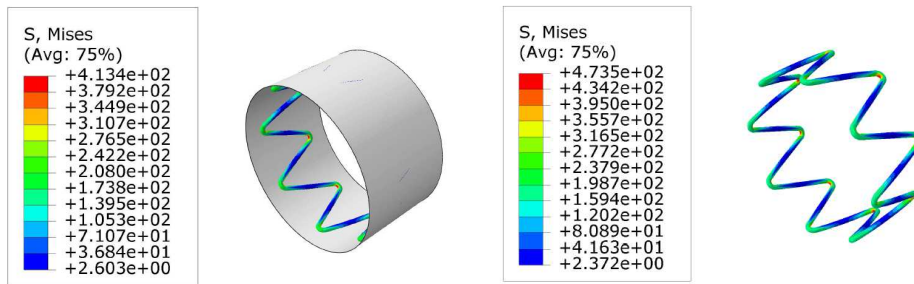 S, Mises
(Avg: 75%)
+4.134e+02
+3.792e+02
+3.449e+02
+3.107e+02
+2.765e+02
+2.422e+02
+2.080e+02
+1.738e+02
+1.395e+02
+1.053e+02
+7.107e+01
+3.684e+01
+2.603e+00
S, Mises
(Avg: 75%)
+4.735e+02
+4.342e+02
+3.950e+02
+3.557e+02
+3.165e+02
+2.772e+02
+2.379e+02
+1.987e+02
+1.594e+02
+1.202e+02
+8.089e+01
+4.163e+01
+2.372e+00